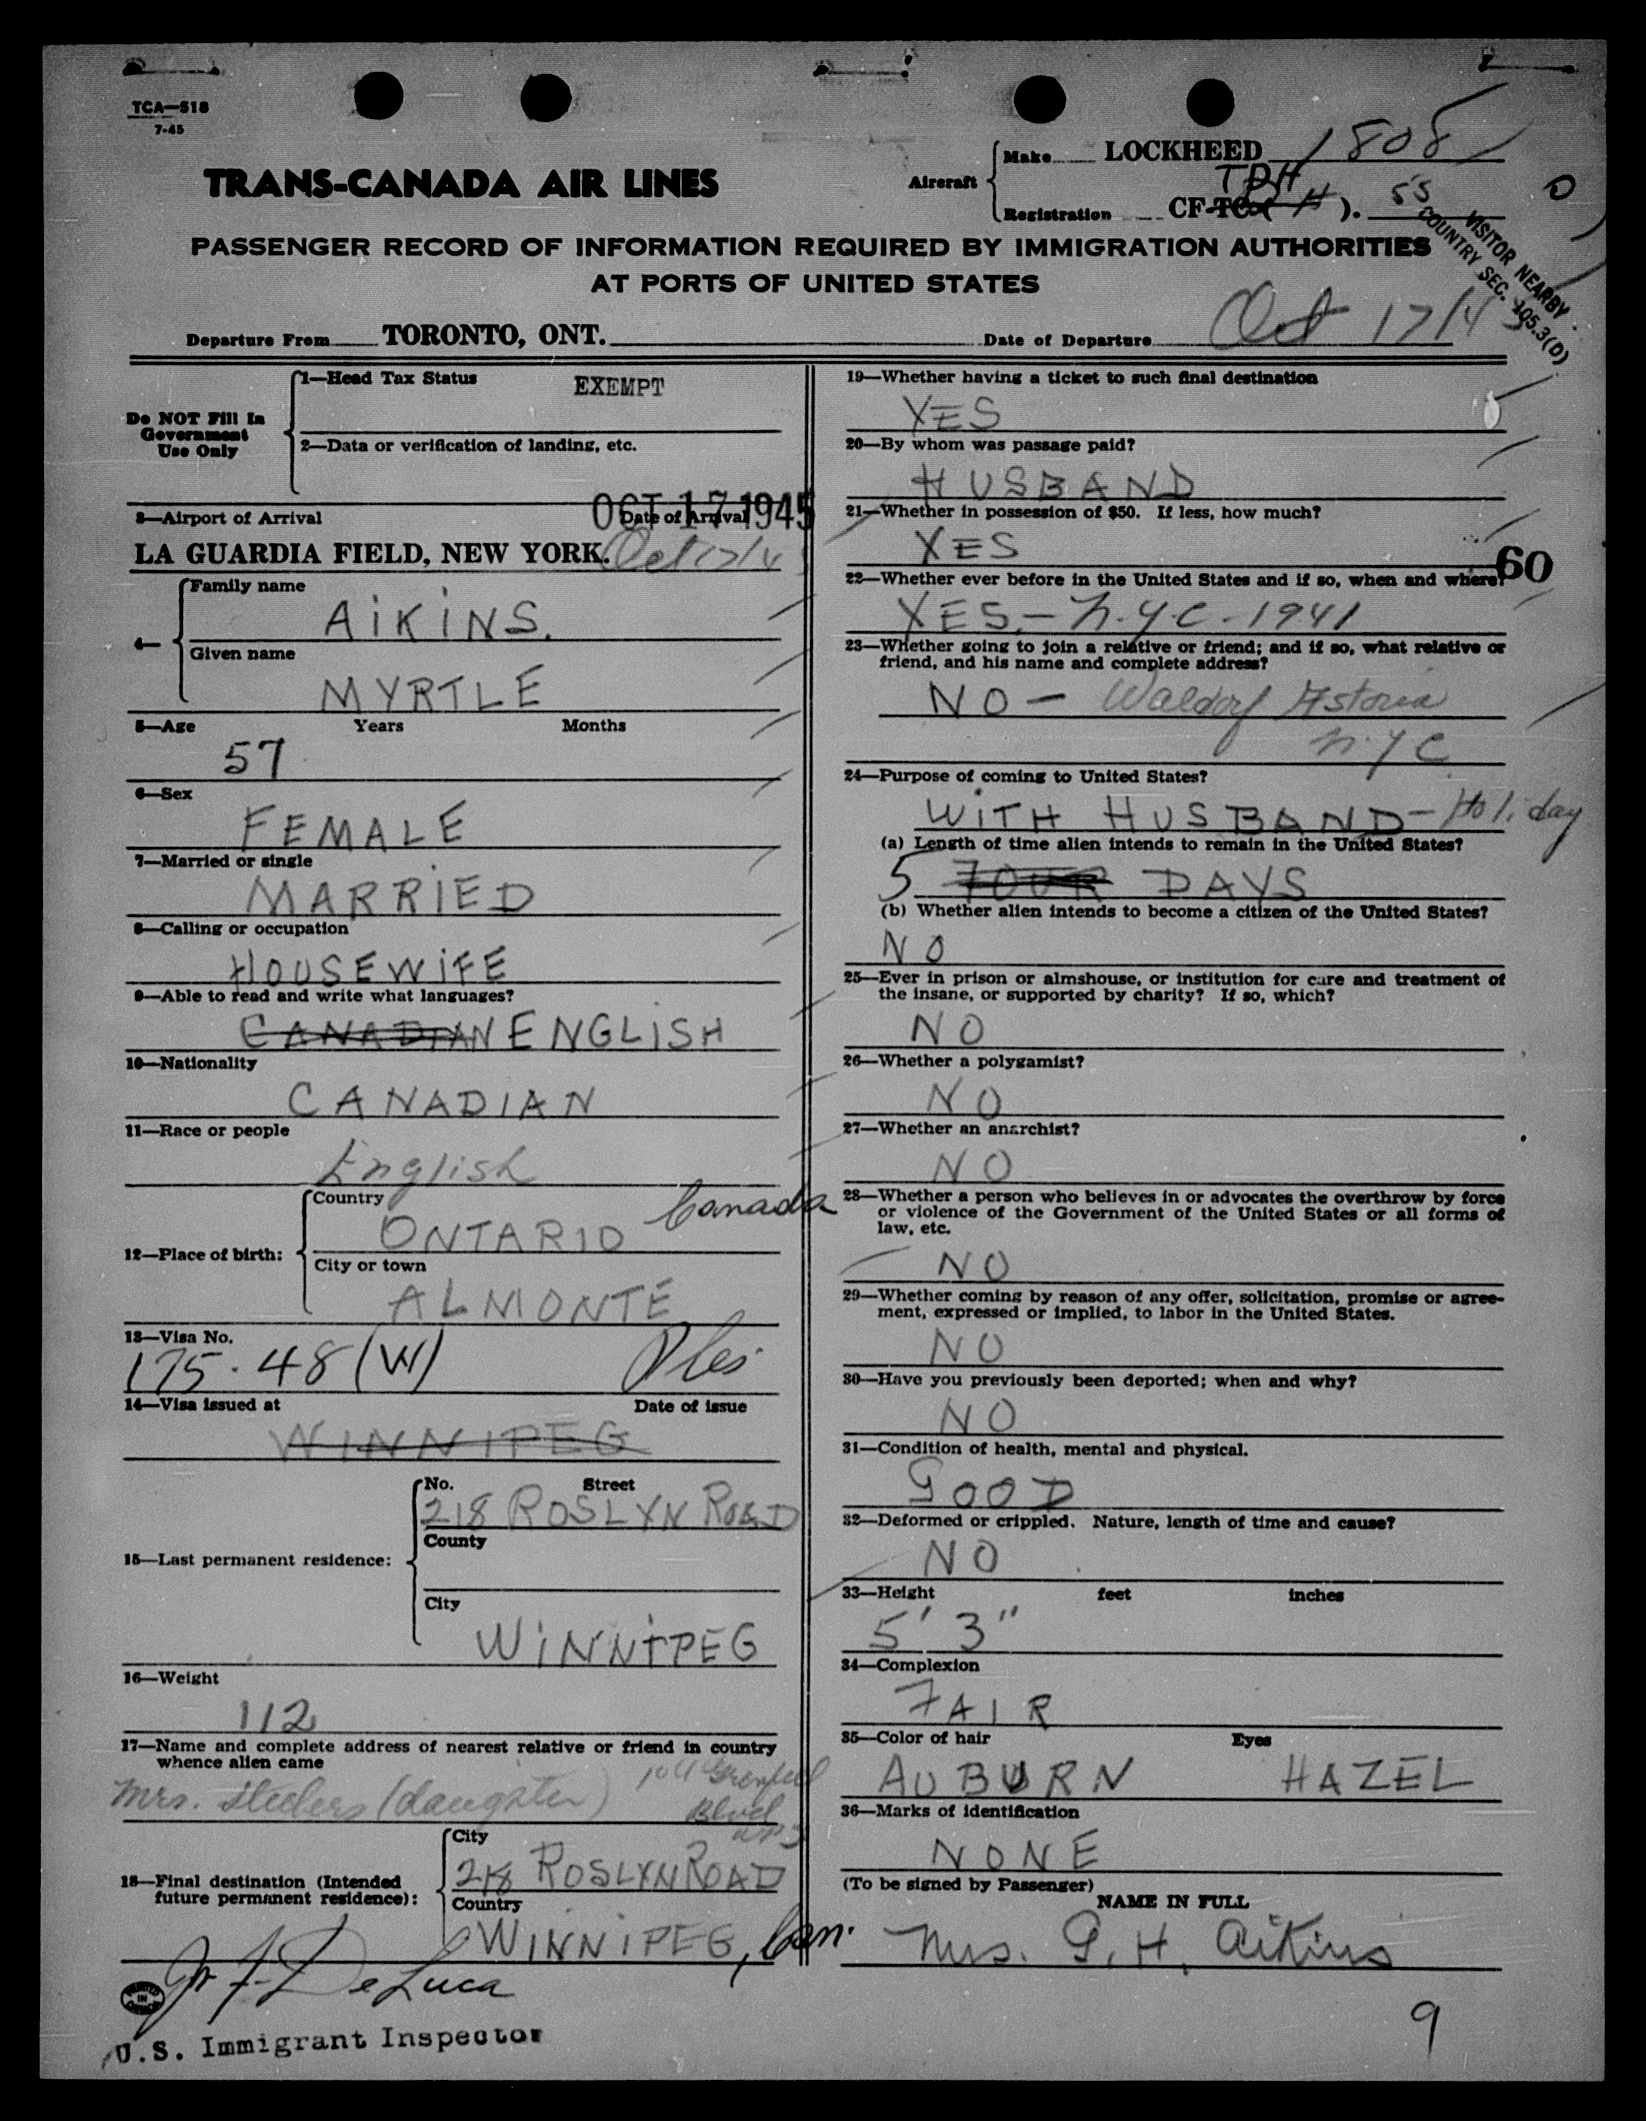 TCA—518
7-45
TRANS-CANADA AIR LINES
Aircraft
Make LOCKHEED 1808
TDH
Registration CF-TC( H ). 55
VISITOR NEARBY
COUNTRY SEC. 105.3(D)
PASSENGER RECORD OF INFORMATION REQUIRED BY IMMIGRATION AUTHORITIES
AT PORTS OF UNITED STATES
Departure From TORONTO, ONT. Date of Departure Oct 17/45
Do NOT Fill In
Government
Use Only
1—Head Tax Status EXEMPT
2—Data or verification of landing, etc.
3—Airport of Arrival Date of Arrival OCT 17 1945
LA GUARDIA FIELD, NEW YORK. Oct 17/45
4—
Family name
AIKINS.
Given name
MYRTLE
5—Age Years Months
57
6—Sex
FEMALE
7—Married or single
MARRIED
8—Calling or occupation
HOUSEWIFE
9—Able to read and write what languages?
CANADIAN ENGLISH
10—Nationality
CANADIAN
11—Race or people
English
12—Place of birth:
Country
ONTARIO Canada
City or town
ALMONTE
13—Visa No.
175.48 (W)
14—Visa issued at Date of issue
WINNIPEG
15—Last permanent residence:
No. Street
218 ROSLYN ROAD
County
City
WINNIPEG
16—Weight
112
17—Name and complete address of nearest relative or friend in country
whence alien came
Mrs. (daughter)
Blvd
18—Final destination (Intended
future permanent residence):
City
218 ROSLYN ROAD
Country
WINNIPEG, Can.
De Luca
PRINTED IN CANADA
U.S. Immigrant Inspector
19—Whether having a ticket to such final destination
YES
20—By whom was passage paid?
HUSBAND
21—Whether in possession of $50. If less, how much?
YES
60
22—Whether ever before in the United States and if so, when and where?
YES.— N.Y.C. - 1941
23—Whether going to join a relative or friend; and if so, what relative or
friend, and his name and complete address?
NO — Waldorf Astoria
N.Y.C
24—Purpose of coming to United States?
WITH HUSBAND — Holiday
(a) Length of time alien intends to remain in the United States?
5 FOUR DAYS
(b) Whether alien intends to become a citizen of the United States?
NO
25—Ever in prison or almshouse, or institution for care and treatment of
the insane, or supported by charity? If so, which?
NO
26—Whether a polygamist?
NO
27—Whether an anarchist?
NO
28—Whether a person who believes in or advocates the overthrow by force
or violence of the Government of the United States or all forms of
law, etc.
NO
29—Whether coming by reason of any offer, solicitation, promise or agree-
ment, expressed or implied, to labor in the United States.
NO
30—Have you previously been deported; when and why?
NO
31—Condition of health, mental and physical.
GOOD
32—Deformed or crippled. Nature, length of time and cause?
NO
33—Height feet inches
5' 3"
34—Complexion
FAIR
35—Color of hair Eyes
AUBURN HAZEL
36—Marks of identification
NONE
(To be signed by Passenger)
NAME IN FULL
Mrs. G. H. Aikins
9